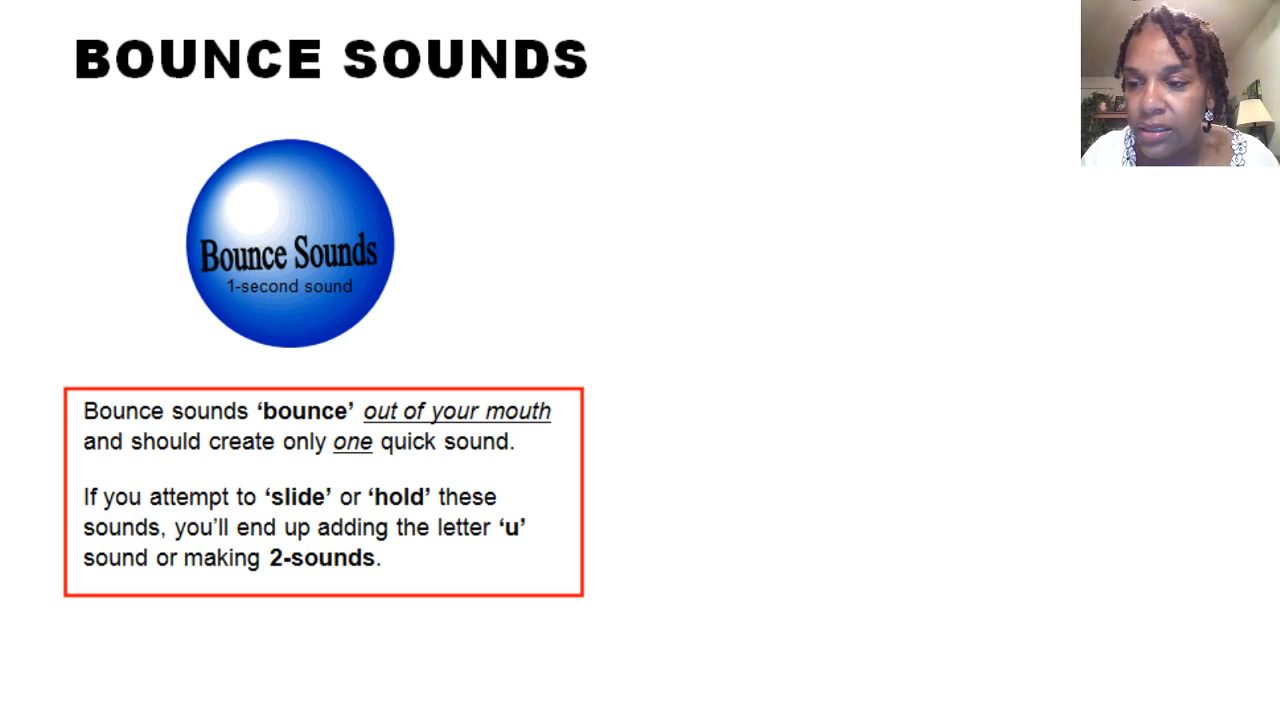 BOUNCE SOUNDS
Bounce Sounds
1-second sound
Bounce sounds ‘bounce’ out of your mouth
and should create only one quick sound.
If you attempt to ‘slide’ or ‘hold’ these
sounds, you’ll end up adding the letter ‘u’
sound or making 2-sounds.